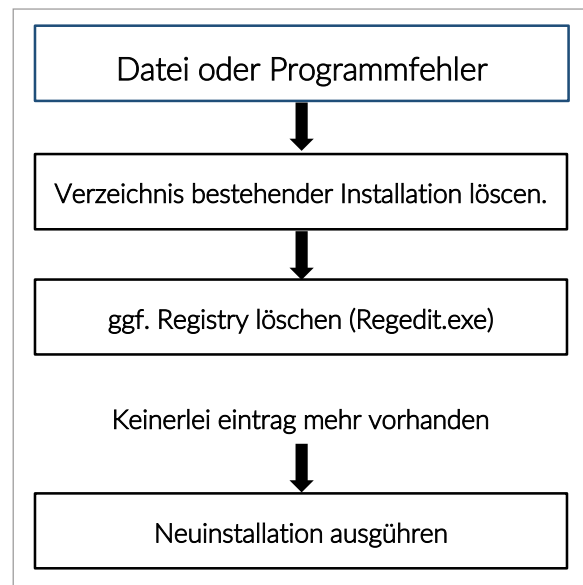 Datei oder Programmfehler
Verzeichnis bestehender Installation löscen.
ggf. Registry löschen (Regedit.exe)
Keinerlei eintrag mehr vorhanden
Neuinstallation ausgühren